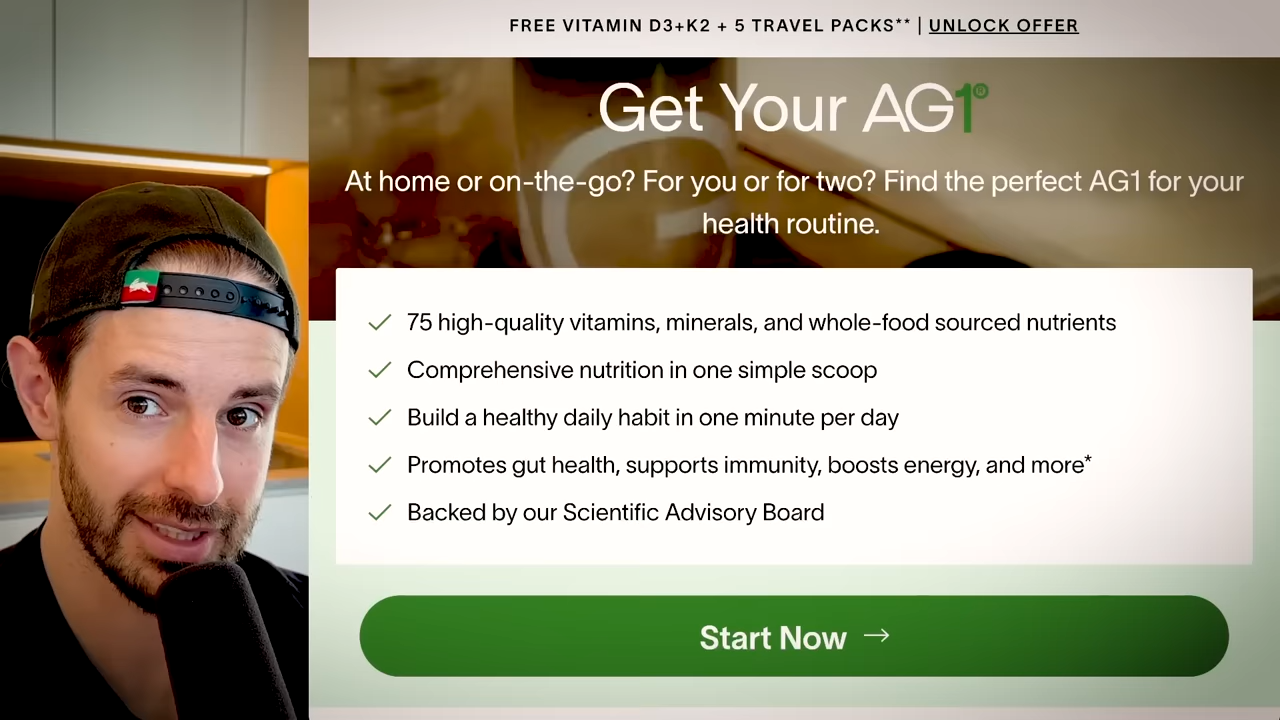 FREE VITAMIN D3+K2 + 5 TRAVEL PACKS** | UNLOCK OFFER
Get Your AG1®
At home or on-the-go? For you or for two? Find the perfect AG1 for your
health routine.
✓ 75 high-quality vitamins, minerals, and whole-food sourced nutrients
✓ Comprehensive nutrition in one simple scoop
✓ Build a healthy daily habit in one minute per day
✓ Promotes gut health, supports immunity, boosts energy, and more*
✓ Backed by our Scientific Advisory Board
Start Now →